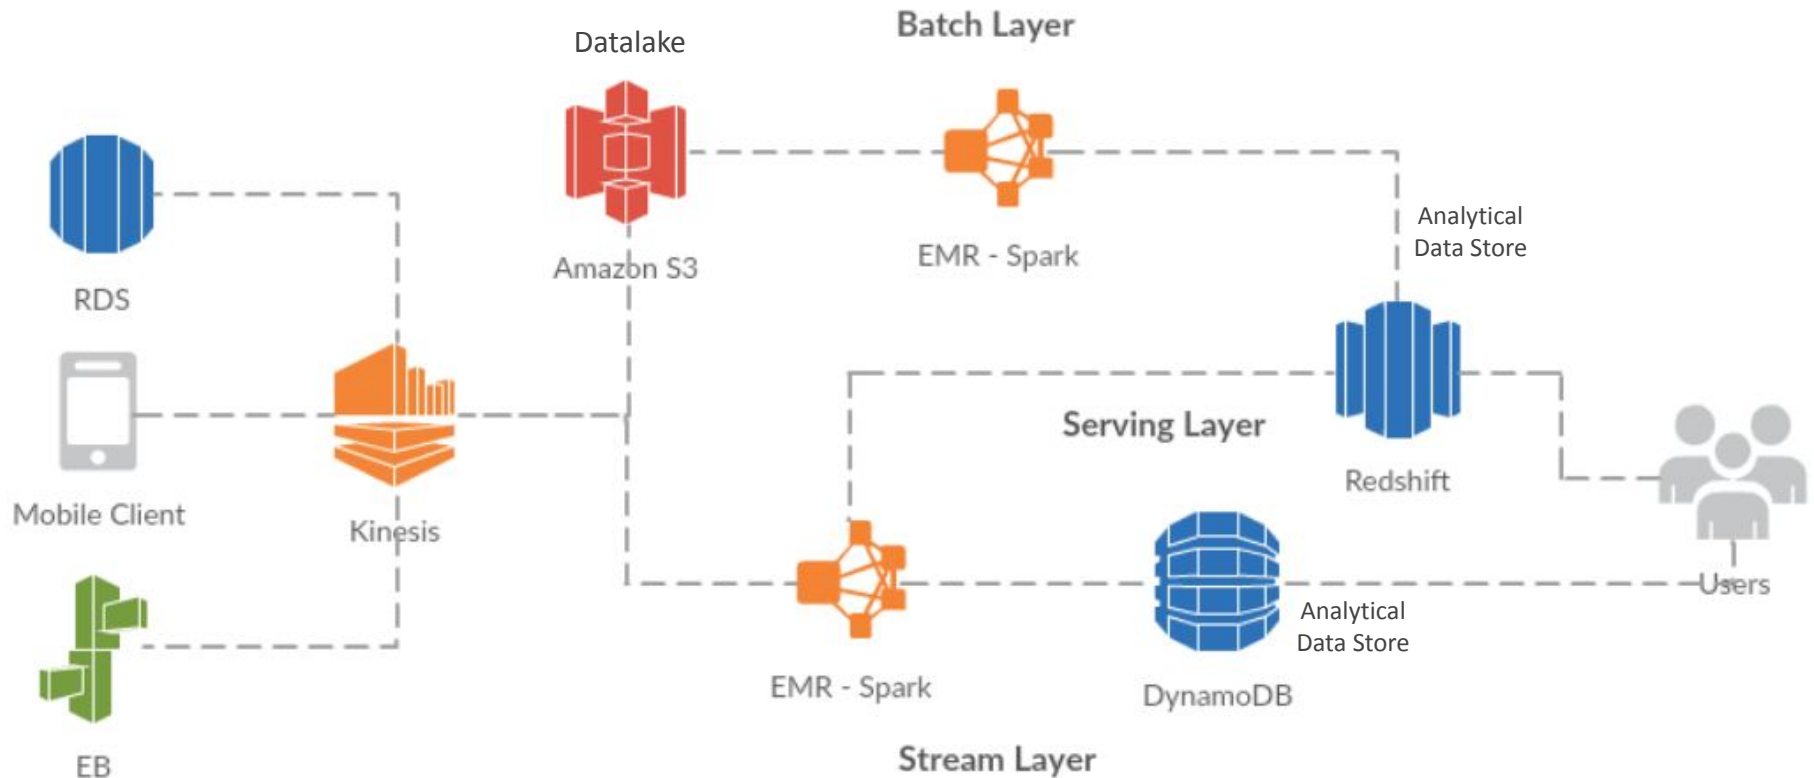 Batch Layer
Datalake
Amazon S3
EMR - Spark
Analytical
Data Store
RDS
Serving Layer
Redshift
Mobile Client
Kinesis
Users
Analytical
Data Store
EMR - Spark
DynamoDB
EB
Stream Layer